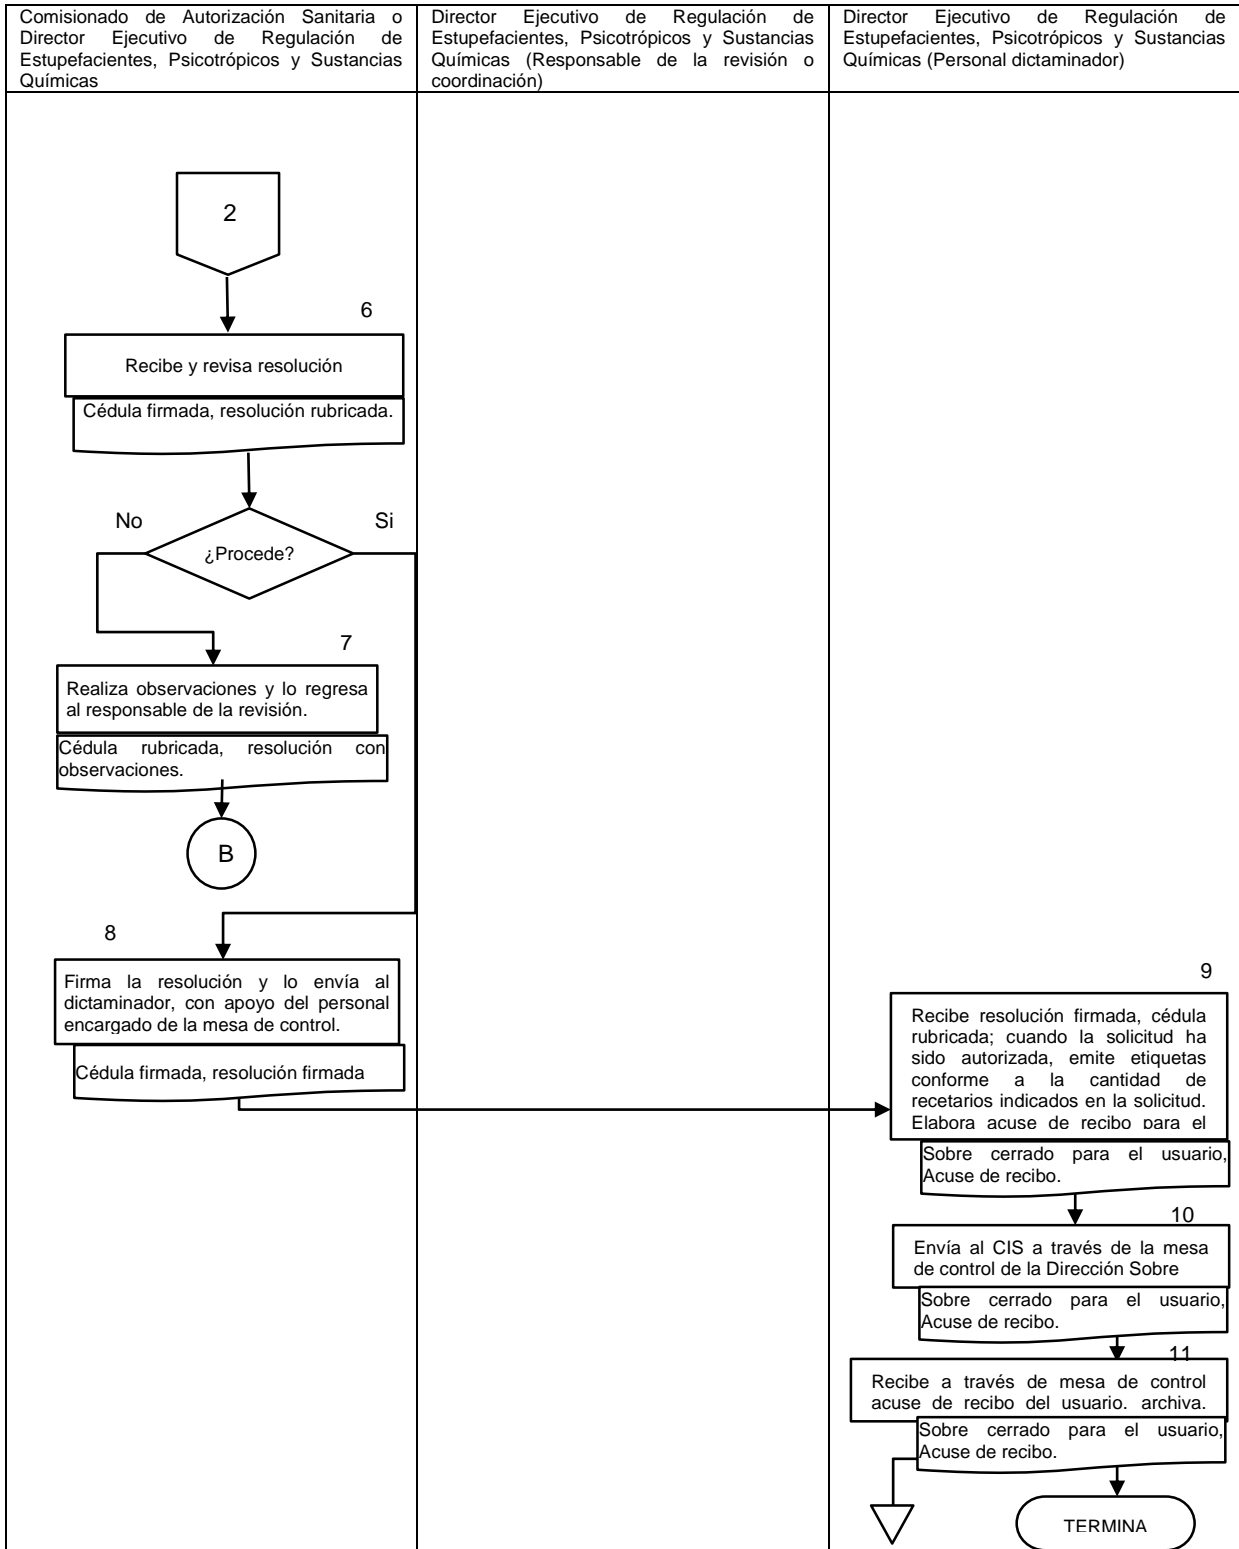 Comisionado de Autorización Sanitaria o
Director Ejecutivo de Regulación de
Estupefacientes, Psicotrópicos y Sustancias
Químicas
Director Ejecutivo de Regulación de
Estupefacientes, Psicotrópicos y Sustancias
Químicas (Responsable de la revisión o
coordinación)
Director Ejecutivo de Regulación de
Estupefacientes, Psicotrópicos y Sustancias
Químicas (Personal dictaminador)
2
6
Recibe y revisa resolución
Cédula firmada, resolución rubricada.
No
Si
¿Procede?
7
Realiza observaciones y lo regresa
al responsable de la revisión.
Cédula rubricada, resolución con
observaciones.
B
8
Firma la resolución y lo envía al
dictaminador, con apoyo del personal
encargado de la mesa de control.
Cédula firmada, resolución firmada
9
Recibe resolución firmada, cédula
rubricada; cuando la solicitud ha
sido autorizada, emite etiquetas
conforme a la cantidad de
recetarios indicados en la solicitud.
Elabora acuse de recibo para el
Sobre cerrado para el usuario,
Acuse de recibo.
10
Envía al CIS a través de la mesa
de control de la Dirección Sobre
Sobre cerrado para el usuario,
Acuse de recibo.
11
Recibe a través de mesa de control
acuse de recibo del usuario. archiva.
Sobre cerrado para el usuario,
Acuse de recibo.
TERMINA